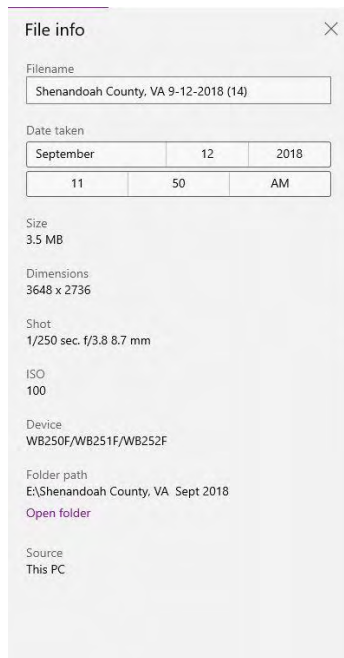 File info
Filename
Shenandoah County, VA 9-12-2018 (14)
Date taken
September 12 2018
11 50 AM
Size
3.5 MB
Dimensions
3648 x 2736
Shot
1/250 sec. f/3.8 8.7 mm
ISO
100
Device
WB250F/WB251F/WB252F
Folder path
E:\Shenandoah County, VA  Sept 2018
Open folder
Source
This PC